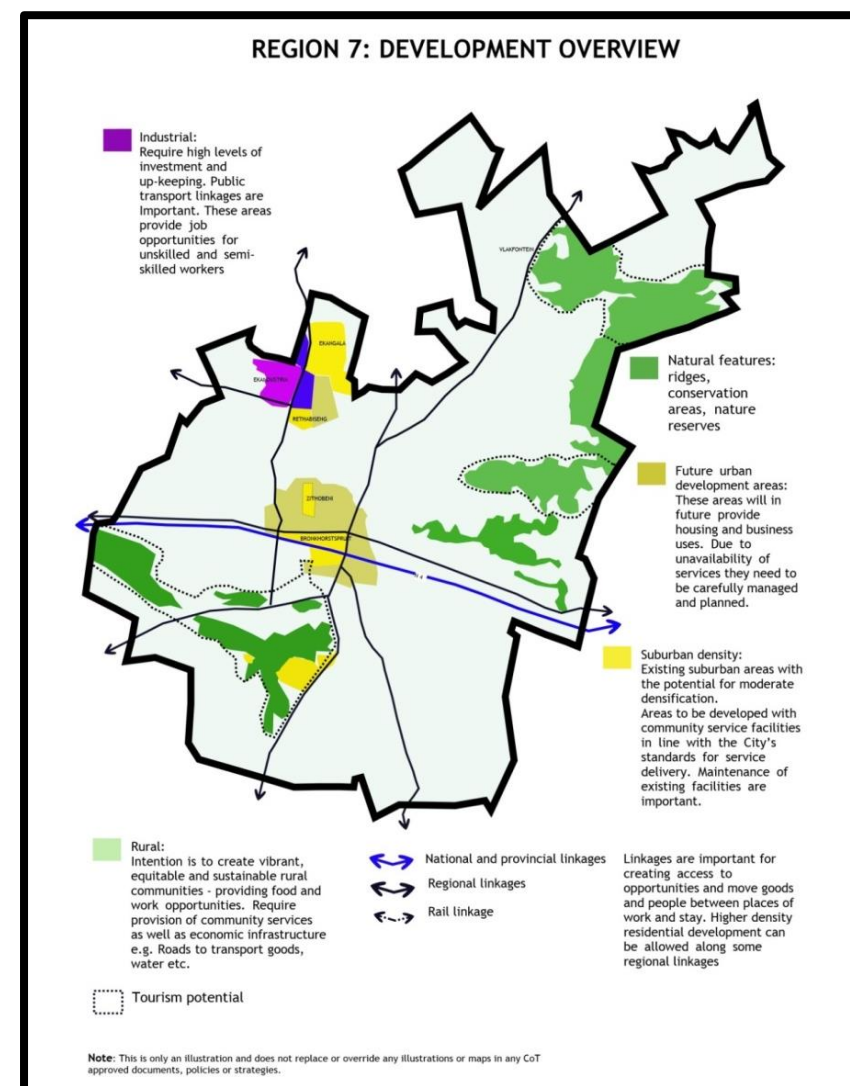 REGION 7: DEVELOPMENT OVERVIEW
Industrial:
Require high levels of
investment and
up-keeping. Public
transport linkages are
Important. These areas
provide job
opportunities for
unskilled and semi-
skilled workers
VLAKFONTEIN
EKANGALA
RETHABISENG
ZITHOBENI
BRONKHORSTSPRUIT
Natural features:
ridges,
conservation
areas, nature
reserves
Future urban
development areas:
These areas will in
future provide
housing and business
uses. Due to
unavailability of
services they need to
be carefully managed
and planned.
Suburban density:
Existing suburban areas with
the potential for moderate
densification.
Areas to be developed with
community service facilities
in line with the City's
standards for service
delivery. Maintenance of
existing facilities are
important.
Rural:
Intention is to create vibrant,
equitable and sustainable rural
communities - providing food and
work opportunities. Require
provision of community services
as well as economic infrastructure
e.g. Roads to transport goods,
water etc.
Tourism potential
National and provincial linkages
Regional linkages
Rail linkage
Linkages are important for
creating access to
opportunities and move goods
and people between places of
work and stay. Higher density
residential development can
be allowed along some
regional linkages
Note: This is only an illustration and does not replace or override any illustrations or maps in any CoT
approved documents, policies or strategies.